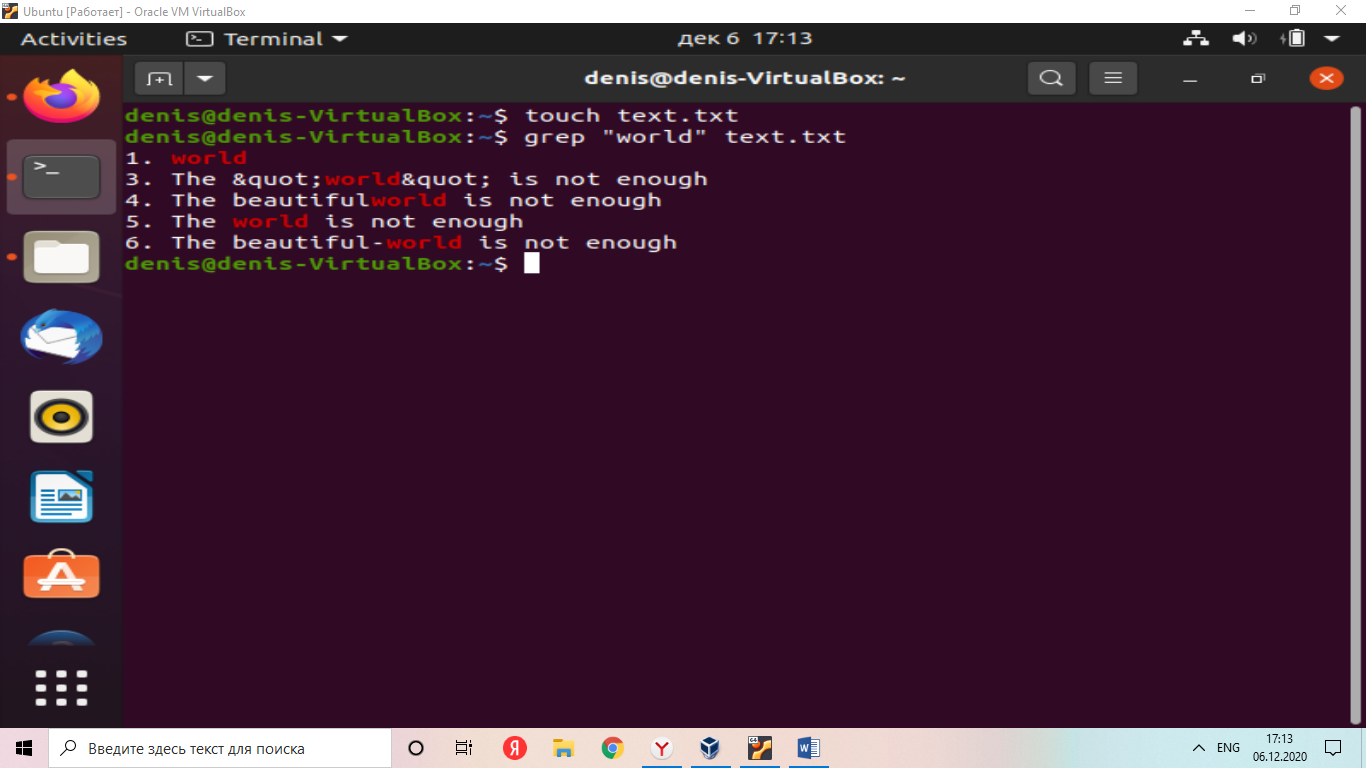 Ubuntu [Работает] - Oracle VM VirtualBox
Activities Terminal дек 6 17:13
denis@denis-VirtualBox: ~
denis@denis-VirtualBox:~$ touch text.txt
denis@denis-VirtualBox:~$ grep "world" text.txt
1. world
3. The &quot;world&quot; is not enough
4. The beautifulworld is not enough
5. The world is not enough
6. The beautiful-world is not enough
denis@denis-VirtualBox:~$
Введите здесь текст для поиска
ENG
17:13
06.12.2020